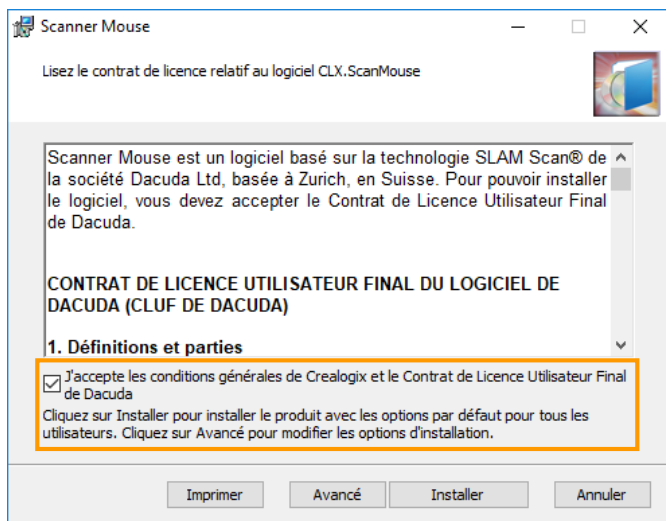 Scanner Mouse
Lisez le contrat de licence relatif au logiciel CLX.ScanMouse
Scanner Mouse est un logiciel basé sur la technologie SLAM Scan® de
la société Dacuda Ltd, basée à Zurich, en Suisse. Pour pouvoir installer
le logiciel, vous devez accepter le Contrat de Licence Utilisateur Final
de Dacuda.
CONTRAT DE LICENCE UTILISATEUR FINAL DU LOGICIEL DE
DACUDA (CLUF DE DACUDA)
1. Définitions et parties
J'accepte les conditions générales de Crealogix et le Contrat de Licence Utilisateur Final
de Dacuda
Cliquez sur Installer pour installer le produit avec les options par défaut pour tous les
utilisateurs. Cliquez sur Avancé pour modifier les options d'installation.
Imprimer Avancé Installer Annuler